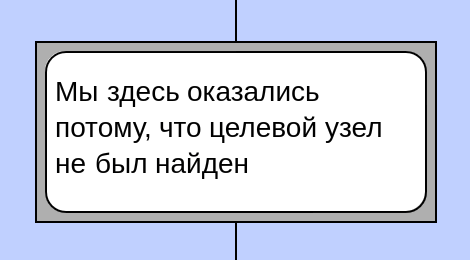 Мы здесь оказались
потому, что целевой узел
не был найден